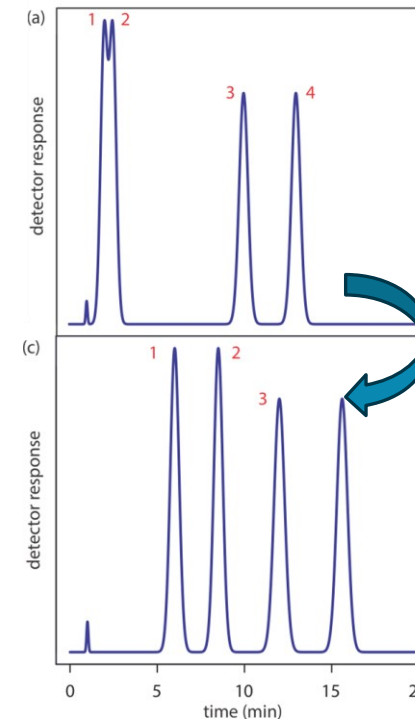 (a)
1 2
3 4
detector response
(c)
1 2
3
detector response
0 5 10 15 2
time (min)